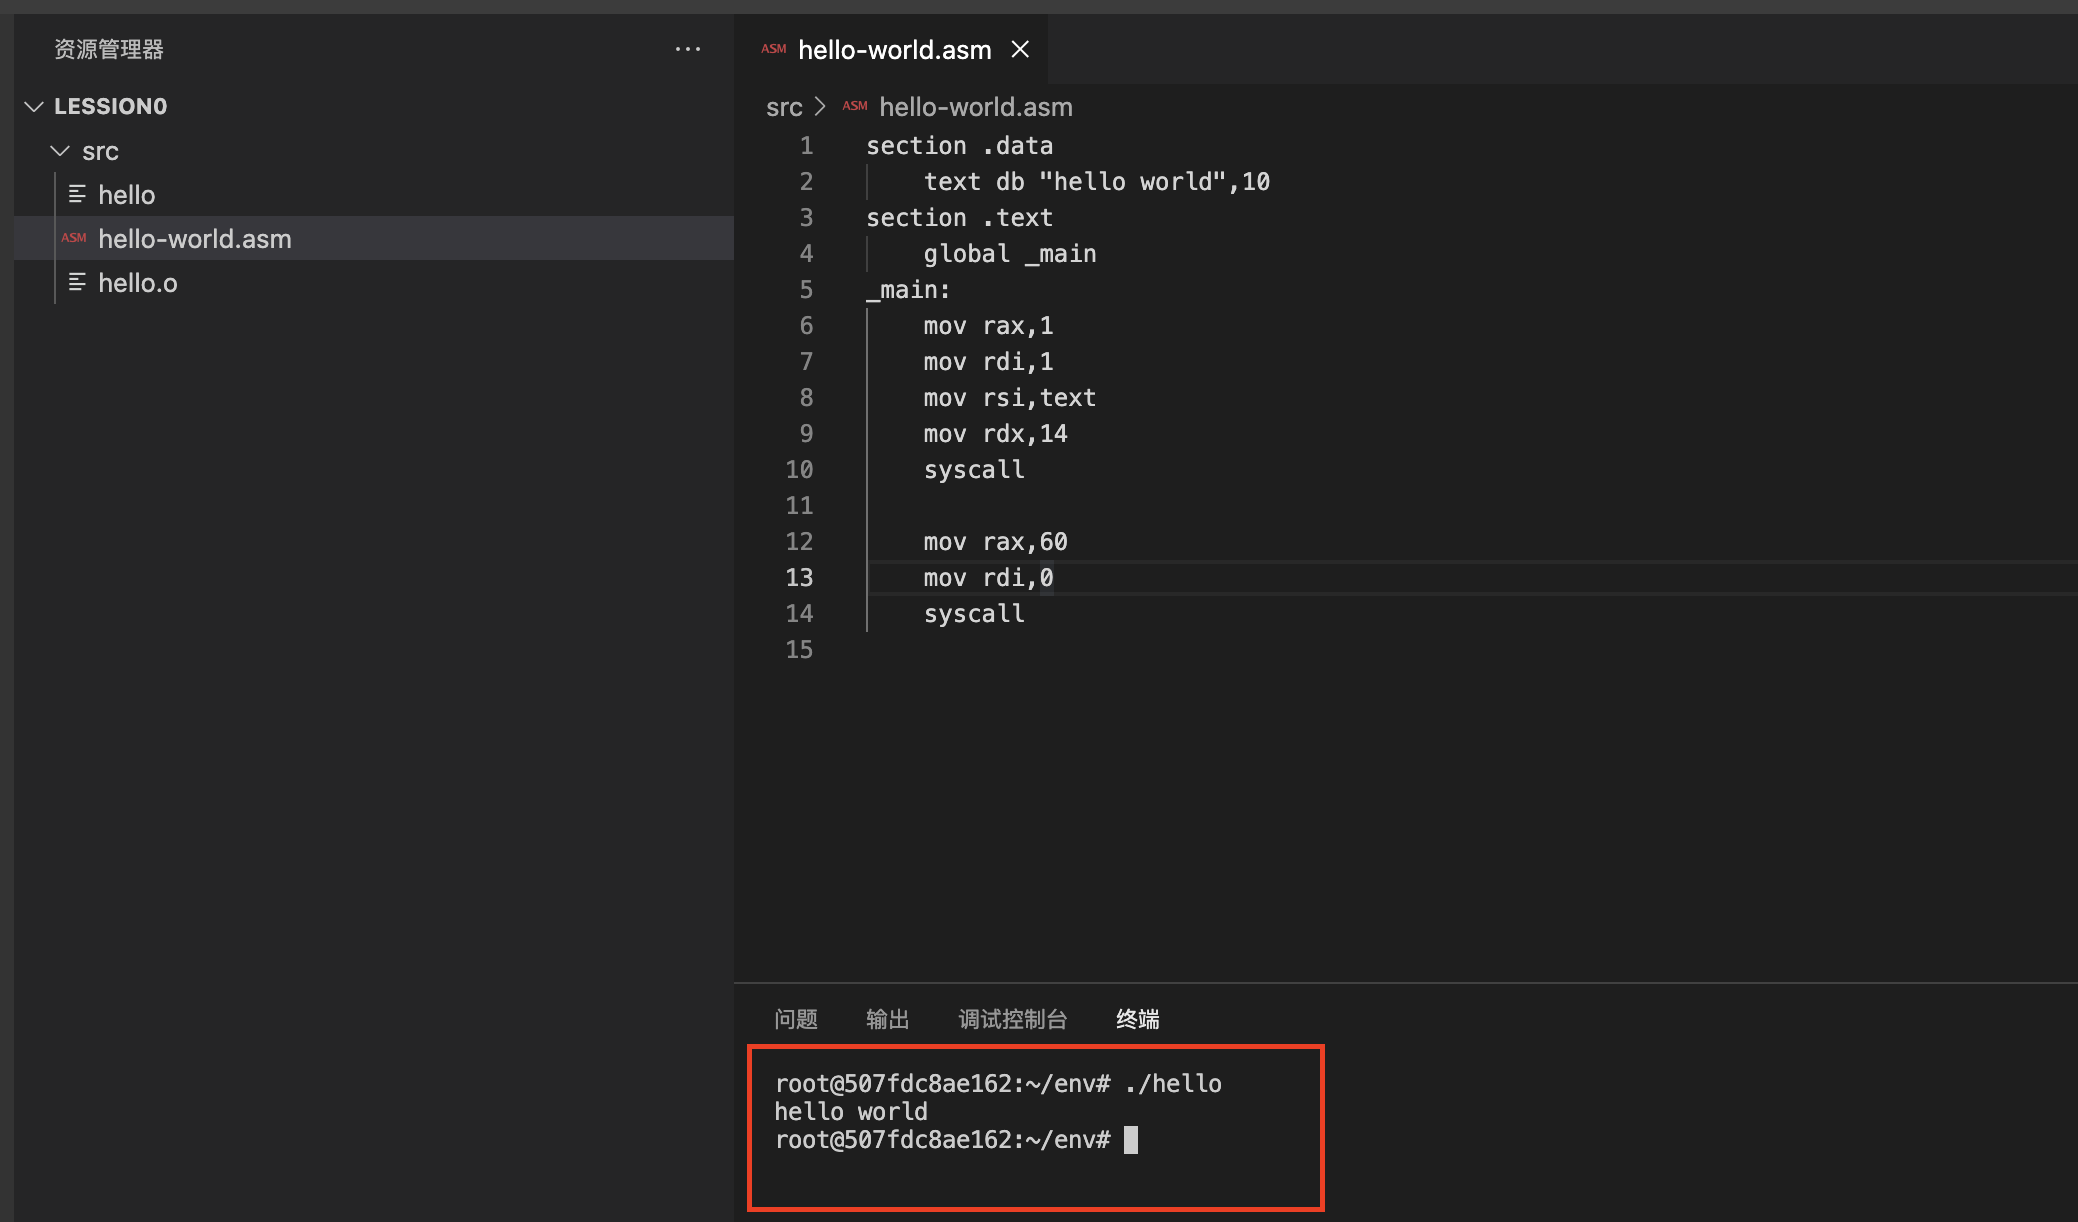 资源管理器
LESSION0
src
hello
ASM hello-world.asm
hello.o
ASM hello-world.asm
src > ASM hello-world.asm
1 section .data
2 text db "hello world",10
3 section .text
4 global _main
5 _main:
6 mov rax,1
7 mov rdi,1
8 mov rsi,text
9 mov rdx,14
10 syscall
11
12 mov rax,60
13 mov rdi,0
14 syscall
15
问题 输出 调试控制台 终端
root@507fdc8ae162:~/env# ./hello
hello world
root@507fdc8ae162:~/env#